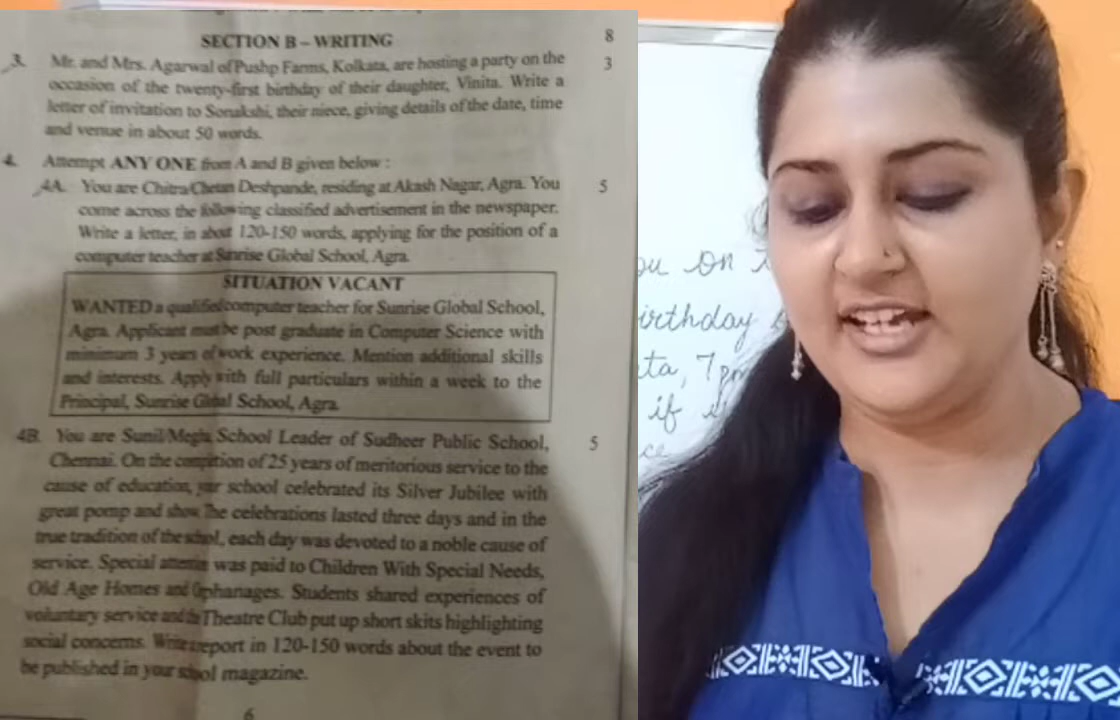 SECTION B – WRITING
8
3. Mr. and Mrs. Agarwal of Pushp Farms, Kolkata, are hosting a party on the
3
occasion of the twenty-first birthday of their daughter, Vinita. Write a
letter of invitation to Sonakshi, their niece, giving details of the date, time
and venue in about 50 words.
4. Attempt ANY ONE from A and B given below :
4A. You are Chitra/Chetan Deshpande, residing at Akash Nagar, Agra. You
5
come across the following classified advertisement in the newspaper.
Write a letter, in about 120-150 words, applying for the position of a
computer teacher at Sunrise Global School, Agra.
SITUATION VACANT
WANTED a qualified computer teacher for Sunrise Global School,
Agra. Applicant must be post graduate in Computer Science with
minimum 3 years of work experience. Mention additional skills
and interests. Apply with full particulars within a week to the
Principal, Sunrise Global School, Agra.
4B. You are Sunil/Megha, School Leader of Sudheer Public School,
5
Chennai. On the completion of 25 years of meritorious service to the
cause of education, your school celebrated its Silver Jubilee with
great pomp and show. The celebrations lasted three days and in the
true tradition of the school, each day was devoted to a noble cause of
service. Special attention was paid to Children With Special Needs,
Old Age Homes and Orphanages. Students shared experiences of
voluntary service and the Theatre Club put up short skits highlighting
social concerns. Write report in 120-150 words about the event to
be published in your school magazine.
6
ou on
irthday
ta, 7pm
if
ce